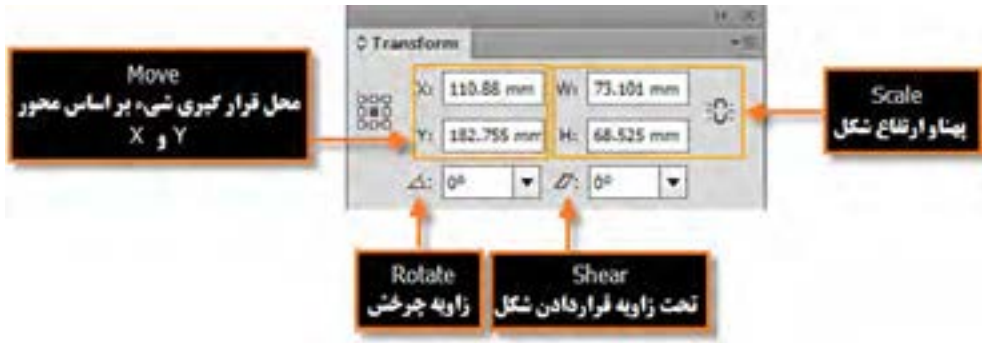 Transform
Move
محل قرار گیری شیء بر اساس محور
X و Y
X: 110.88 mm W: 73.101 mm
Y: 182.755 mm H: 68.525 mm
Scale
پهنا و ارتفاع شکل
0° 0°
Rotate
زاویه چرخش
Shear
تحت زاویه قراردادن شکل